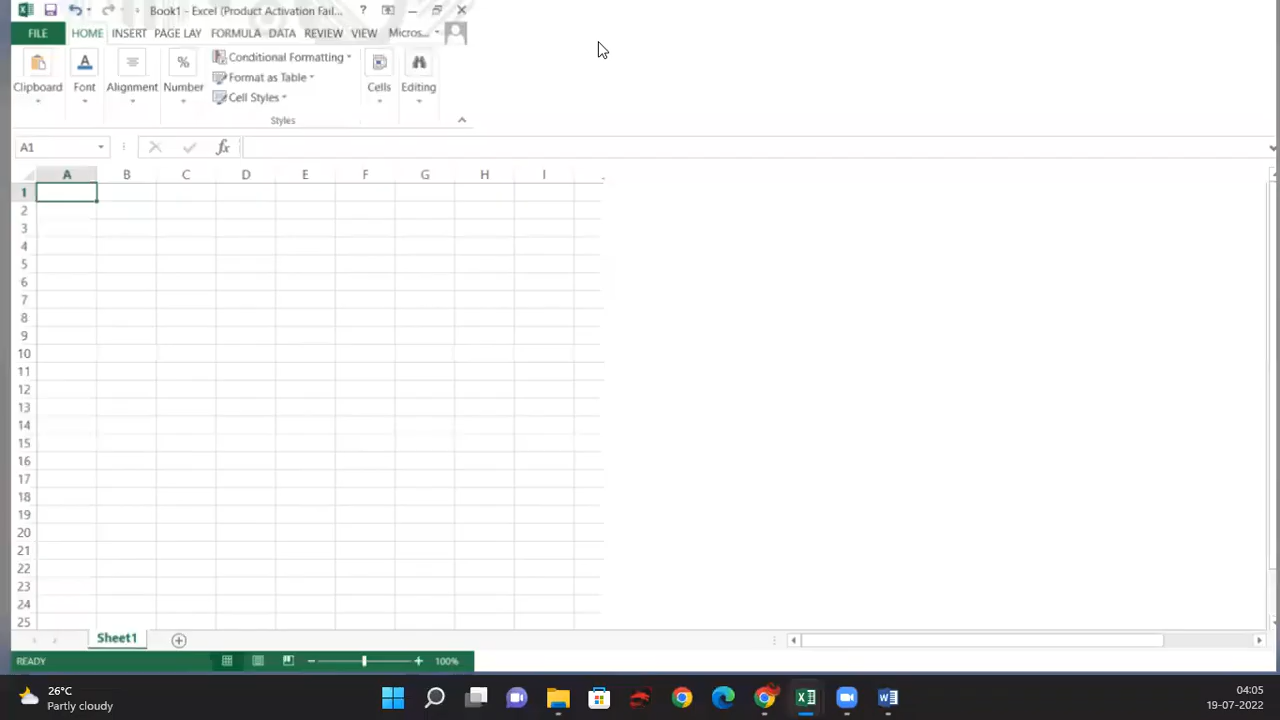 Book1 - Excel (Product Activation Fail...
FILE HOME INSERT PAGE LAY FORMULA DATA REVIEW VIEW Micros...
Clipboard Font Alignment Number Conditional Formatting Cells Editing
Format as Table
Cell Styles
Styles
A1 fx
A B C D E F G H I
1
2
3
4
5
6
7
8
9
10
11
12
13
14
15
16
17
18
19
20
21
22
23
24
25
Sheet1
READY 100%
26°C
Partly cloudy
04:05
19-07-2022